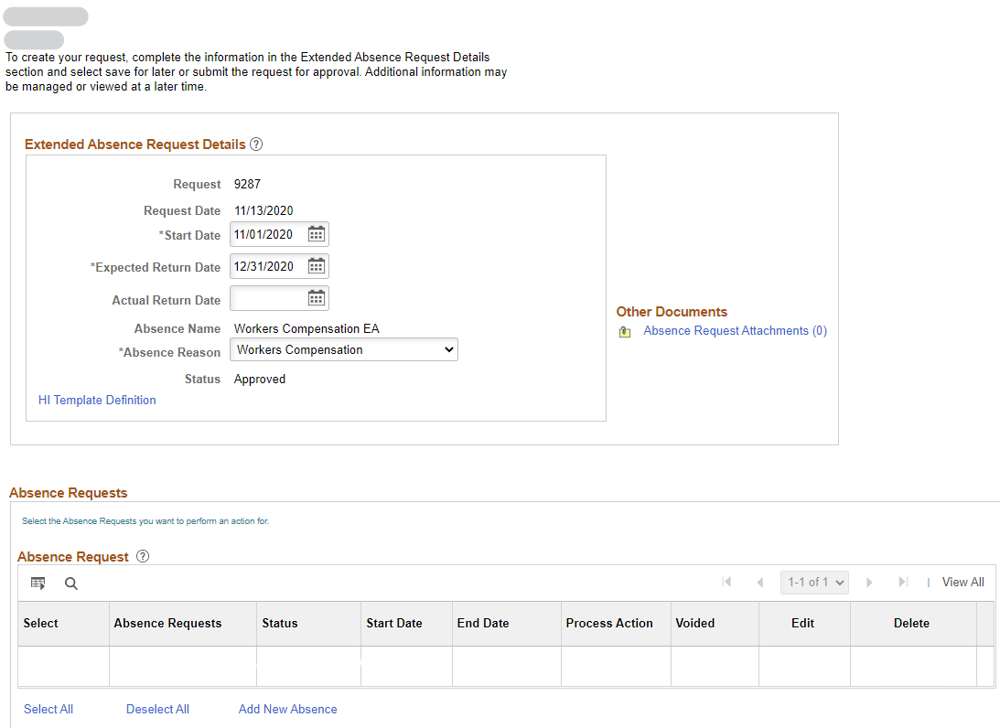 To create your request, complete the information in the Extended Absence Request Details
section and select save for later or submit the request for approval. Additional information may
be managed or viewed at a later time.
Extended Absence Request Details ?
Request 9287
Request Date 11/13/2020
*Start Date 11/01/2020
*Expected Return Date 12/31/2020
Actual Return Date
Absence Name Workers Compensation EA
*Absence Reason Workers Compensation
Status Approved
HI Template Definition
Other Documents
Absence Request Attachments (0)
Absence Requests
Select the Absence Requests you want to perform an action for.
Absence Request ?
1-1 of 1 | View All
Select Absence Requests Status Start Date End Date Process Action Voided Edit Delete
Select All Deselect All Add New Absence